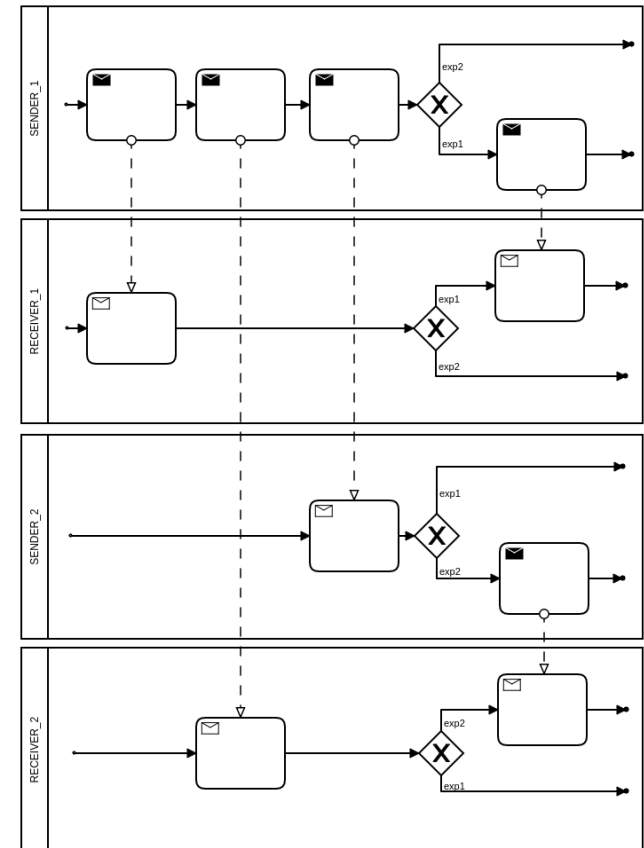 SENDER_1
exp2
exp1
RECEIVER_1
exp1
exp2
SENDER_2
exp1
exp2
RECEIVER_2
exp2
exp1